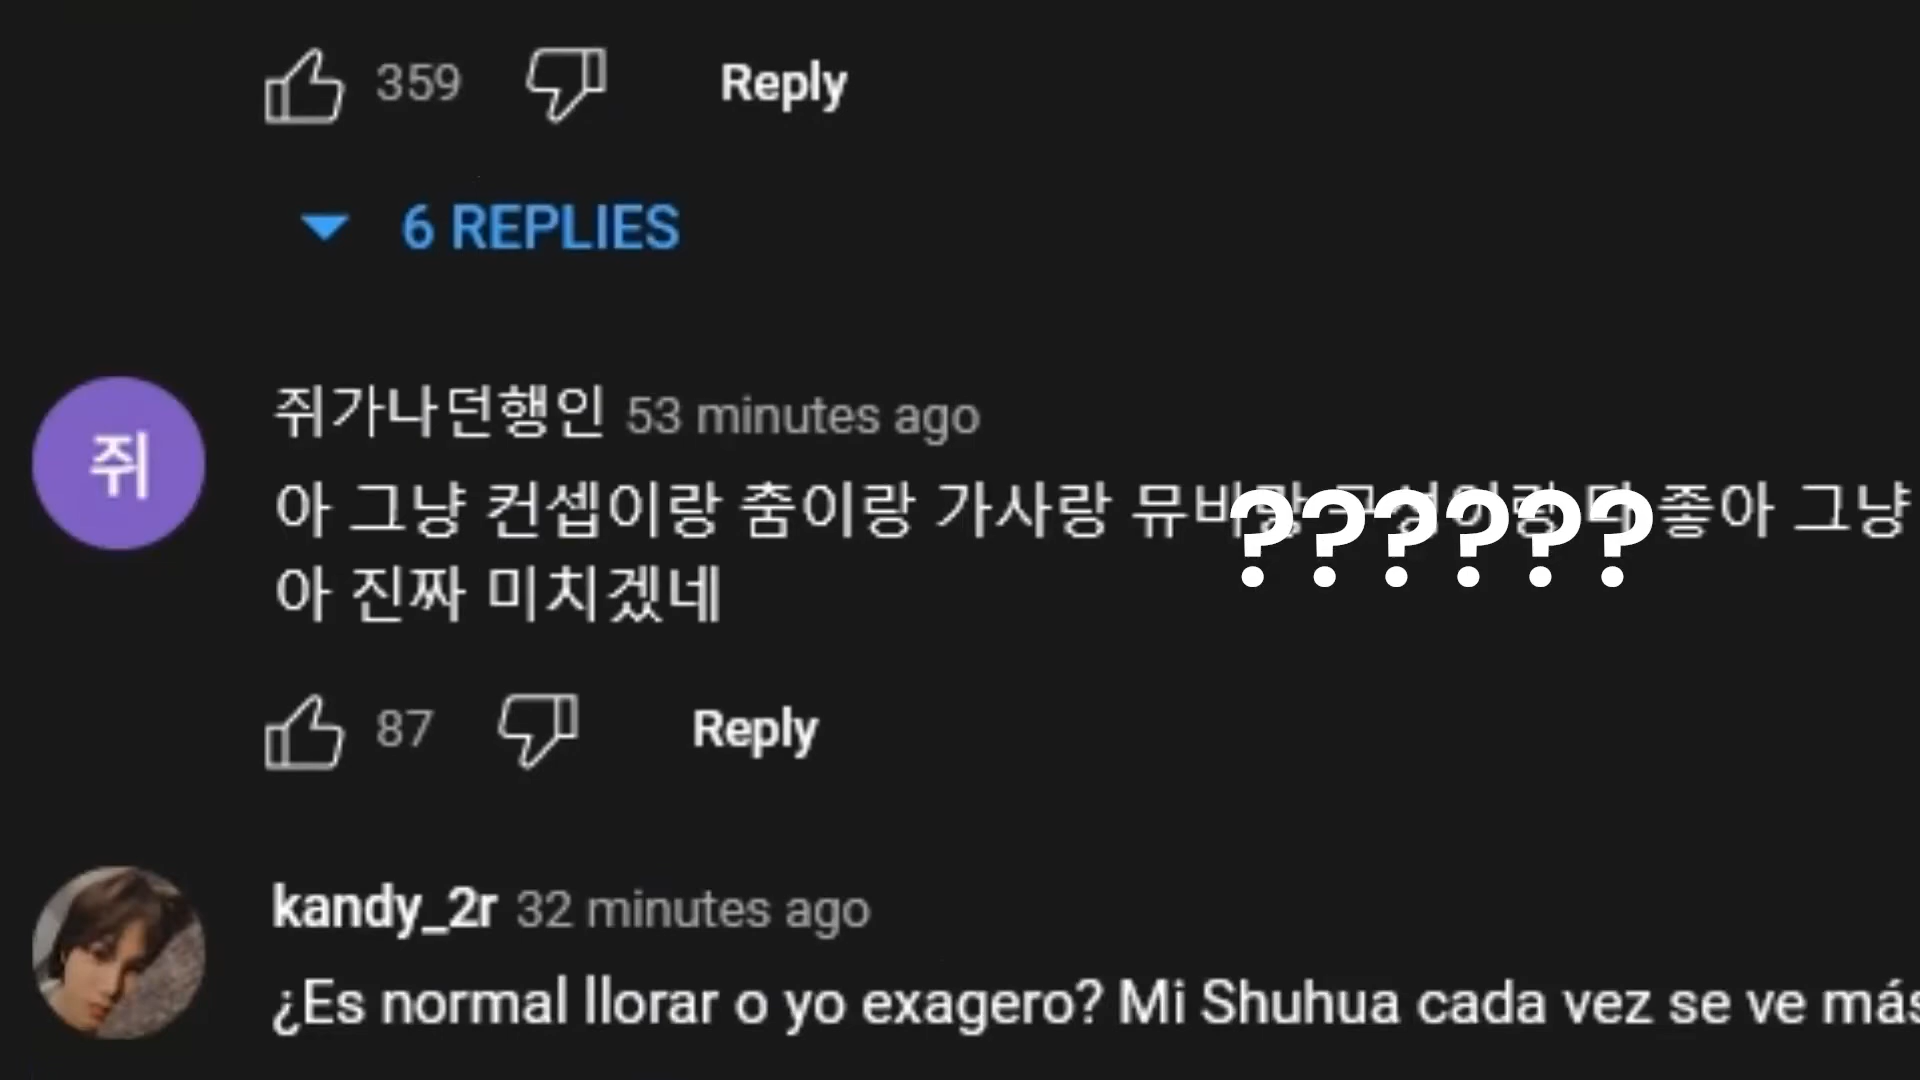 359 Reply
6 REPLIES
쥐
쥐가나던행인 53 minutes ago
아 그냥 컨셉이랑 춤이랑 가사랑 ?????? 좋아 그냥
아 진짜 미치겠네
87 Reply
kandy_2r 32 minutes ago
¿Es normal llorar o yo exagero? Mi Shuhua cada vez se ve más